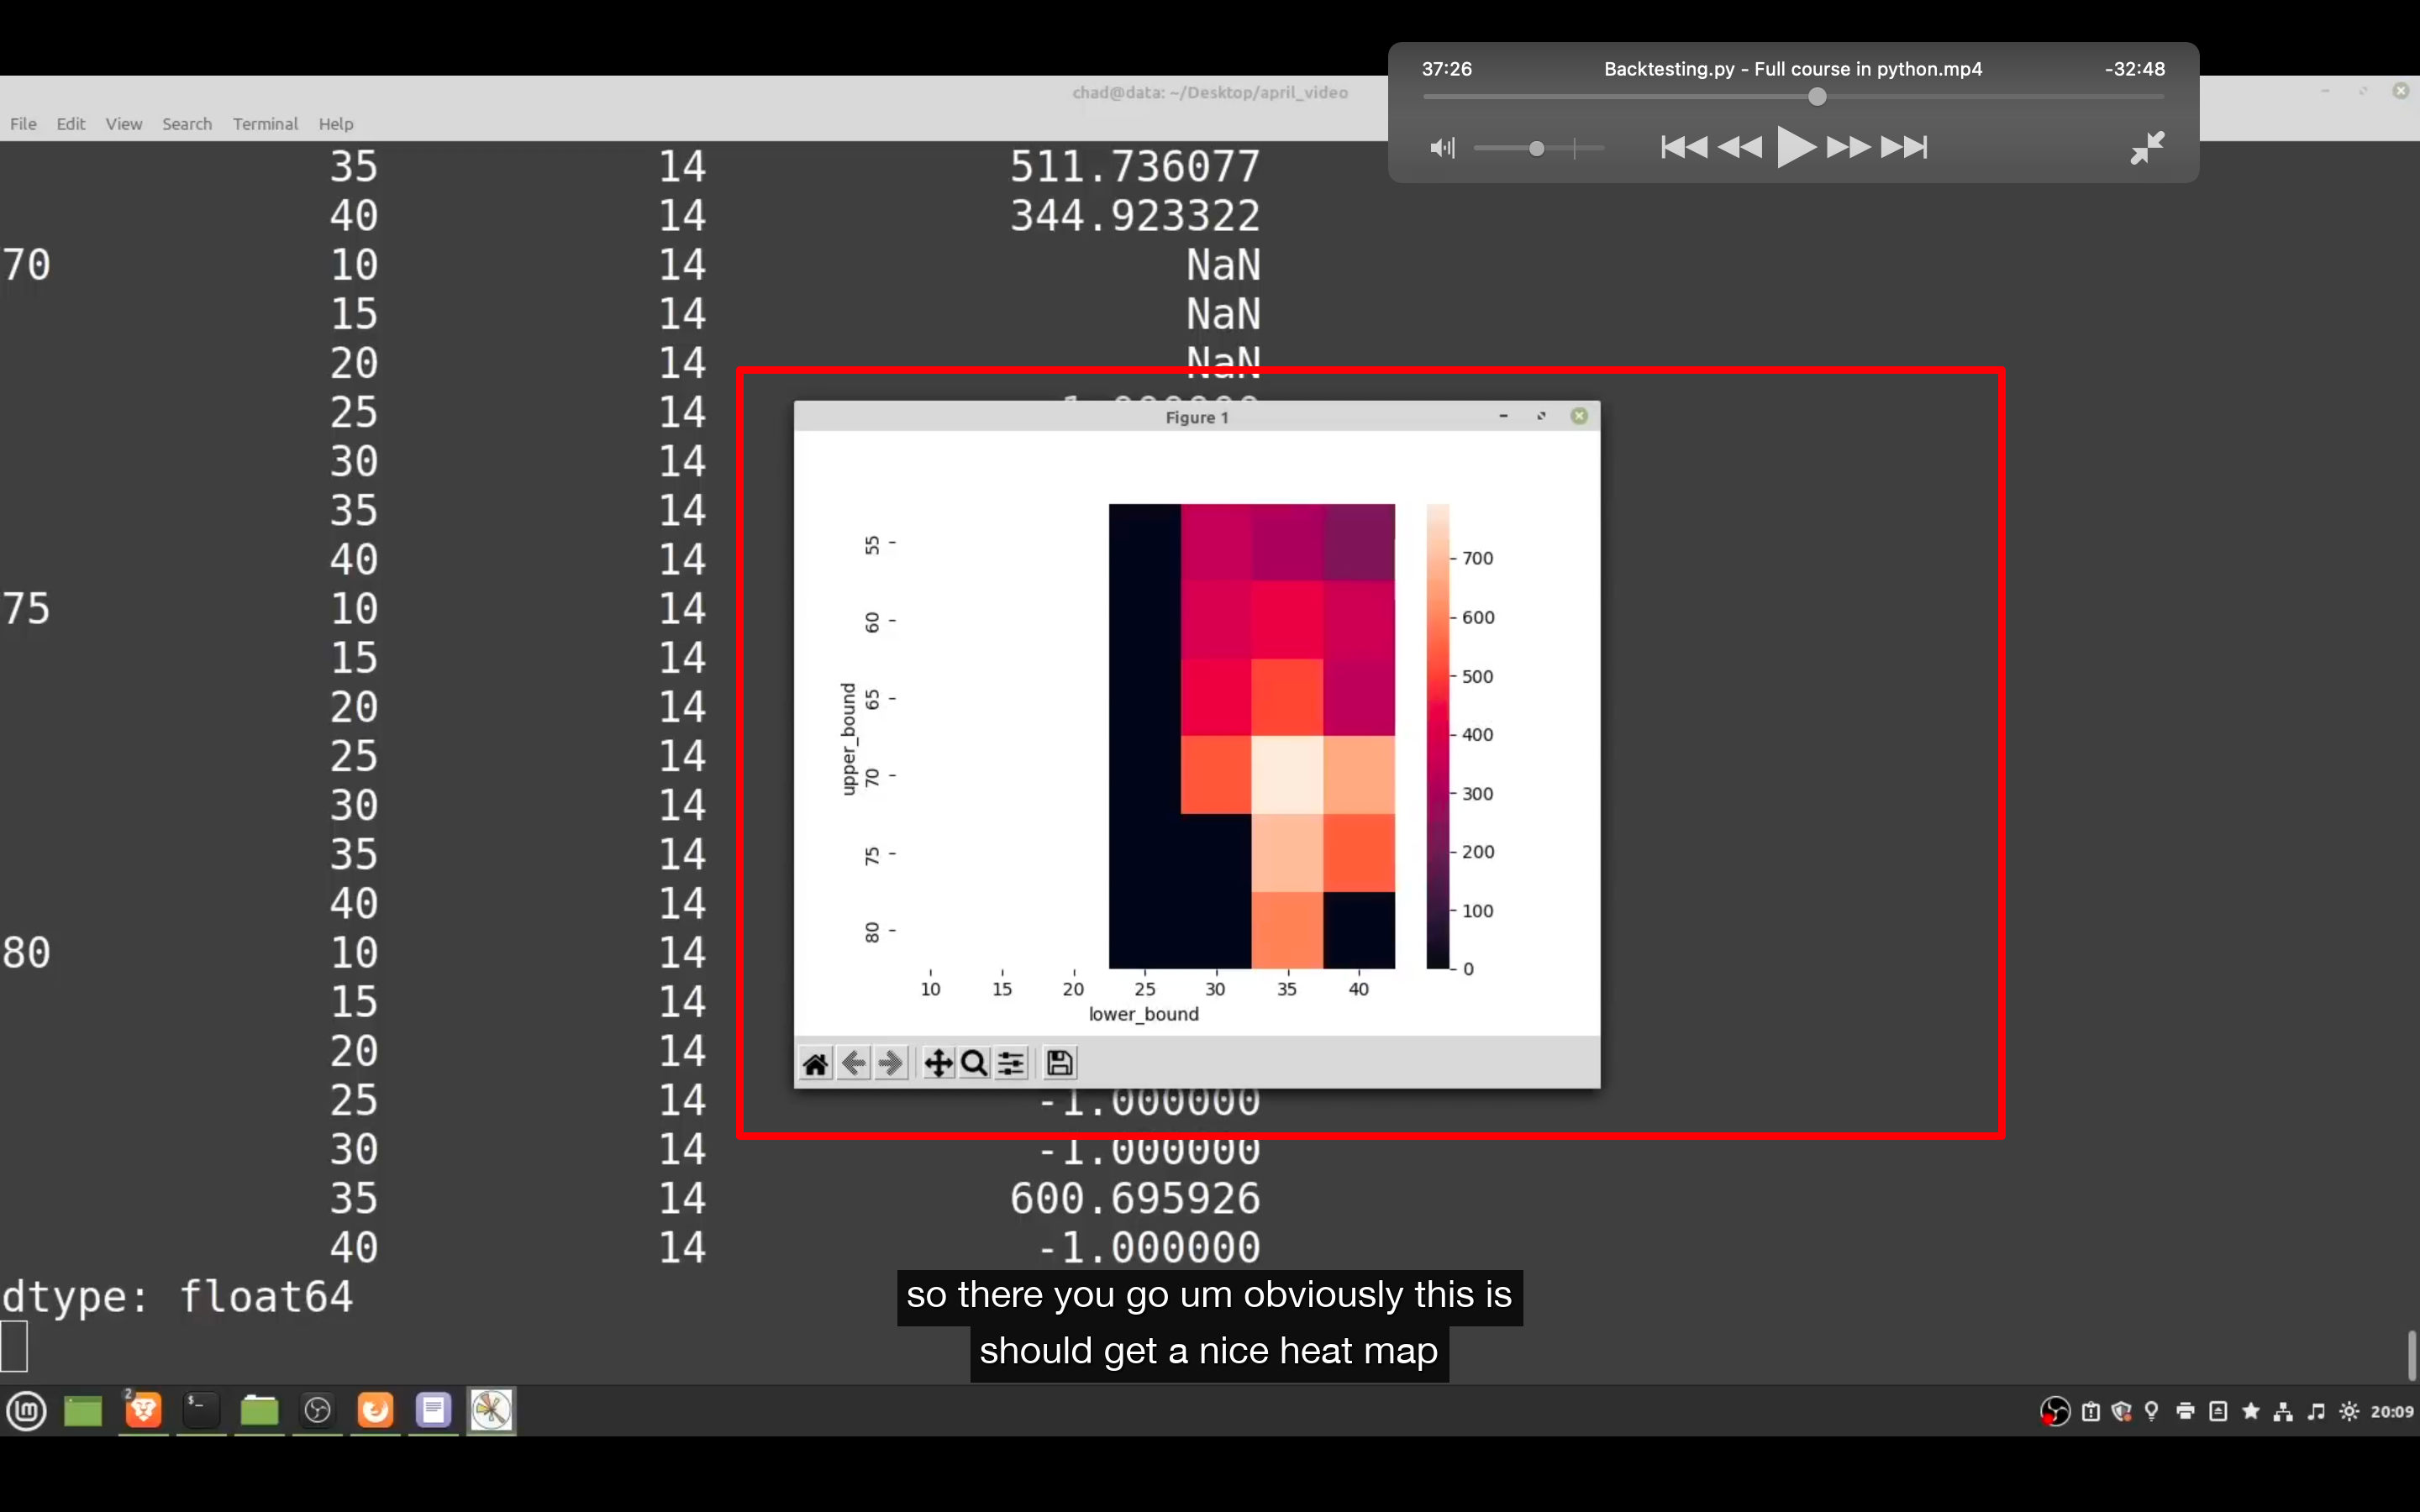 37:26 Backtesting.py - Full course in python.mp4 -32:48
chad@data: ~/Desktop/april_video
File Edit View Search Terminal Help
35 14 511.736077
40 14 344.923322
70 10 14 NaN
15 14 NaN
20 14 NaN
25 14
30 14
35 14
40 14
75 10 14
15 14
20 14
25 14
30 14
35 14
40 14
80 10 14
15 14
20 14
25 14 -1.000000
30 14 -1.000000
35 14 600.695926
40 14 -1.000000
dtype: float64
Figure 1
upper_bound
55
60
65
70
75
80
10 15 20 25 30 35 40
lower_bound
700
600
500
400
300
200
100
0
so there you go um obviously this is
should get a nice heat map
2
$_
20:09